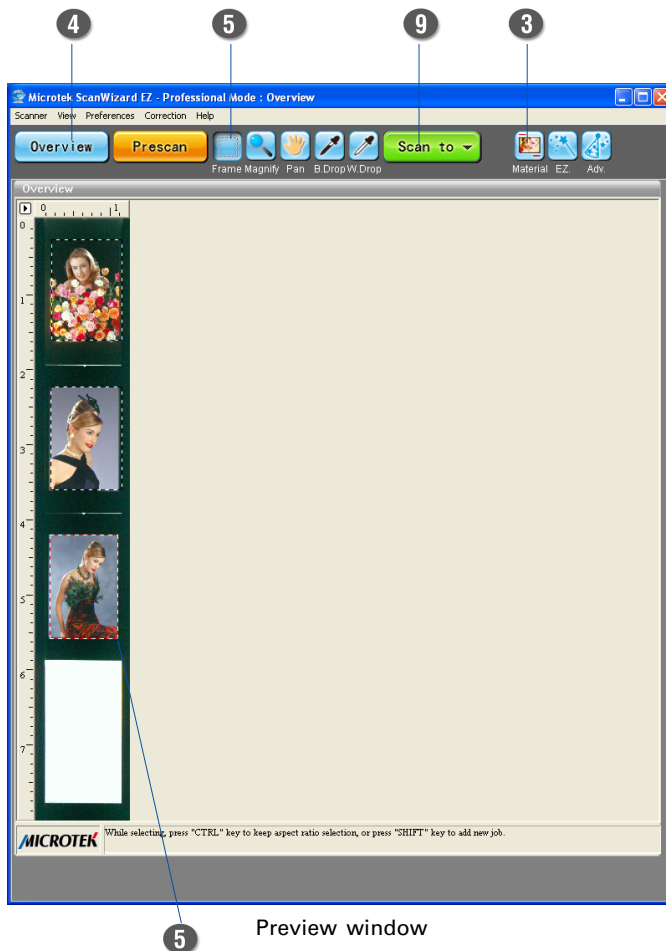 4 5 9 3
Microtek ScanWizard EZ - Professional Mode : Overview
Scanner View Preferences Correction Help
Overview Prescan Scan to
Frame Magnify Pan B.Drop W.Drop Material EZ. Adv.
Overview
0 1
0
1
2
3
4
5
6
7
MICROTEK While selecting, press "CTRL" key to keep aspect ratio selection, or press "SHIFT" key to add new job.
Preview window
5